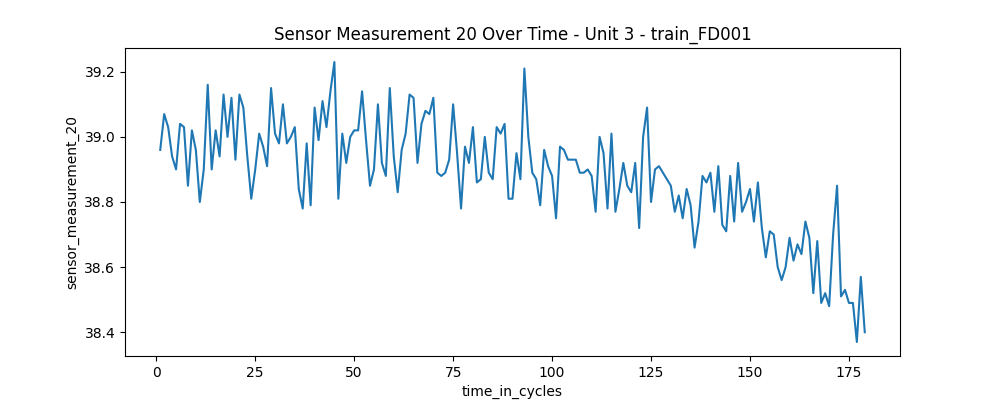 Sensor Measurement 20 Over Time - Unit 3 - train_FD001
sensor_measurement_20
39.2
39.0
38.8
38.6
38.4
0 25 50 75 100 125 150 175
time_in_cycles